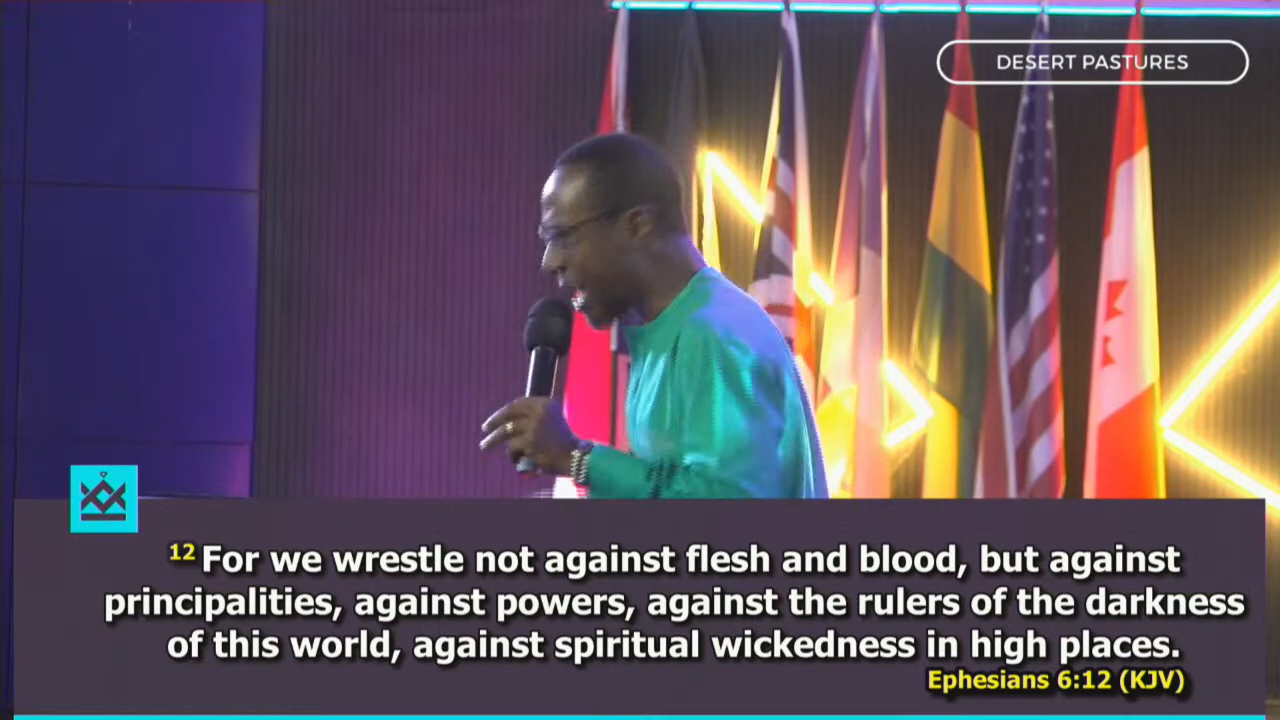 DESERT PASTURES
12 For we wrestle not against flesh and blood, but against
principalities, against powers, against the rulers of the darkness
of this world, against spiritual wickedness in high places.
Ephesians 6:12 (KJV)